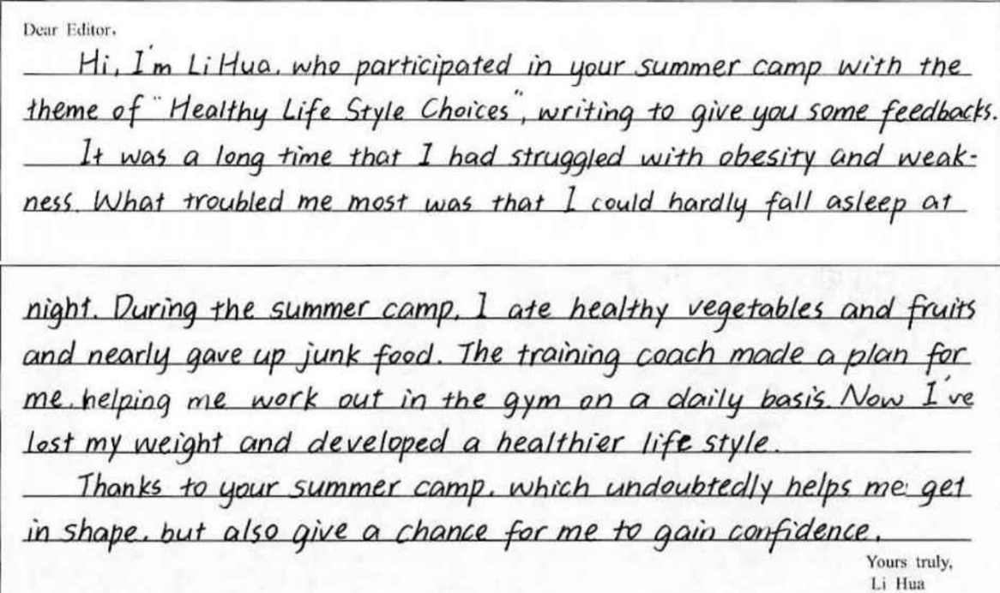 Dear Editor,
Hi, I'm Li Hua, who participated in your summer camp with the
theme of "Healthy Life Style Choices", writing to give you some feedbacks.
It was a long time that I had struggled with obesity and weak-
ness. What troubled me most was that I could hardly fall asleep at
night. During the summer camp, I ate healthy vegetables and fruits
and nearly gave up junk food. The training coach made a plan for
me, helping me work out in the gym on a daily basis. Now I've
lost my weight and developed a healthier life style.
Thanks to your summer camp, which undoubtedly helps me get
in shape, but also give a chance for me to gain confidence.
Yours truly,
Li Hua